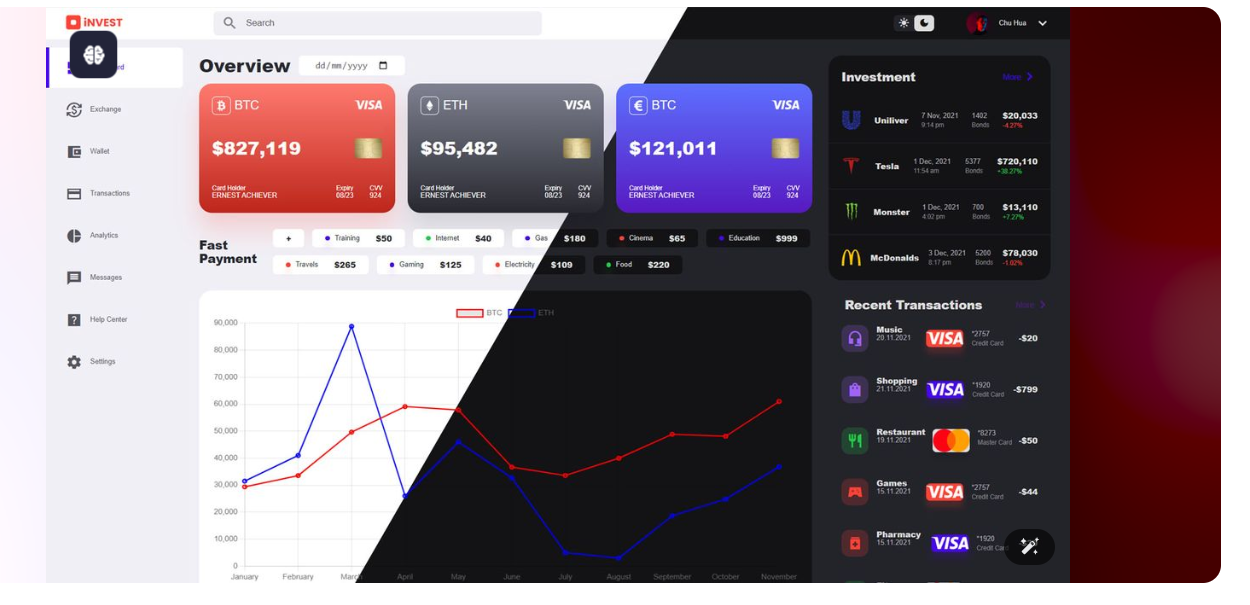 iNVEST
Search
Chu Hua
Exchange
Wallet
Transactions
Analytics
Messages
Help Center
Settings
Overview
dd/mm/yyyy
BTC VISA
$827,119
Card Holder Expiry CVV
ERNEST ACHIEVER 08/23 924
ETH VISA
$95,482
Card Holder Expiry CVV
ERNEST ACHIEVER 08/23 924
BTC VISA
$121,011
Card Holder Expiry CVV
ERNEST ACHIEVER 08/23 924
Fast
Payment
+
Training $50
Internet $40
Gas $180
Cinema $65
Education $999
Travels $265
Gaming $125
Electricity $109
Food $220
BTC ETH
90,000
80,000
70,000
60,000
50,000
40,000
30,000
20,000
10,000
0
January February March April May June July August September October November
Investment More
Uniliver 7 Nov, 2021 1402 $20,033
9:14 pm Bonds -4.27%
Tesla 1 Dec, 2021 5377 $720,110
11:54 am Bonds +38.27%
Monster 1 Dec, 2021 700 $13,110
4:02 pm Bonds +7.27%
McDonalds 3 Dec, 2021 5200 $78,030
8:17 pm Bonds -1.02%
Recent Transactions More
Music VISA *2757 -$20
20.11.2021 Credit Card
Shopping VISA *1920 -$799
21.11.2021 Credit Card
Restaurant *8273 -$50
19.11.2021 Master Card
Games VISA *2757 -$44
15.11.2021 Credit Card
Pharmacy VISA *1920
15.11.2021 Credit